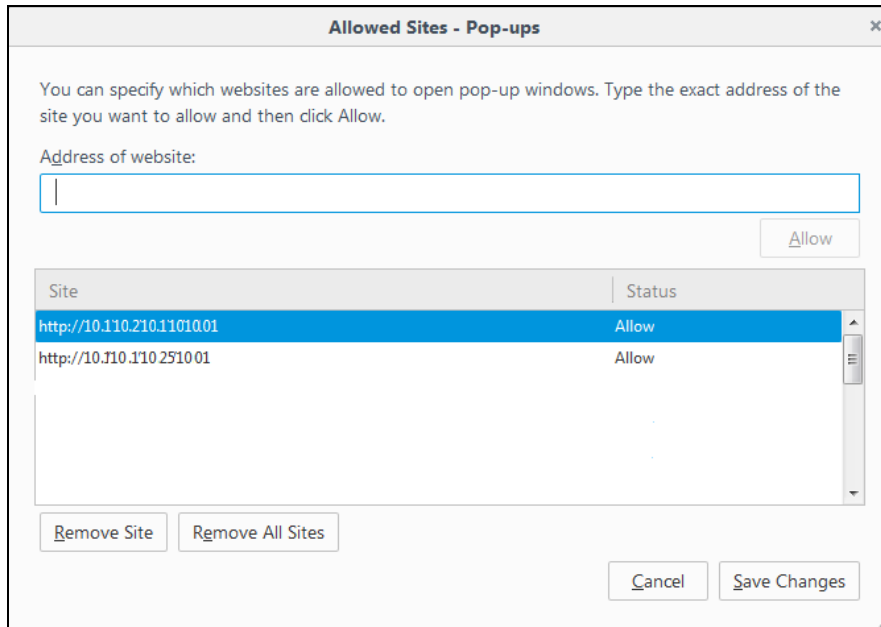 Allowed Sites - Pop-ups
You can specify which websites are allowed to open pop-up windows. Type the exact address of the
site you want to allow and then click Allow.
Address of website:
Allow
Site Status
Allow
Allow
Remove Site Remove All Sites
Cancel Save Changes